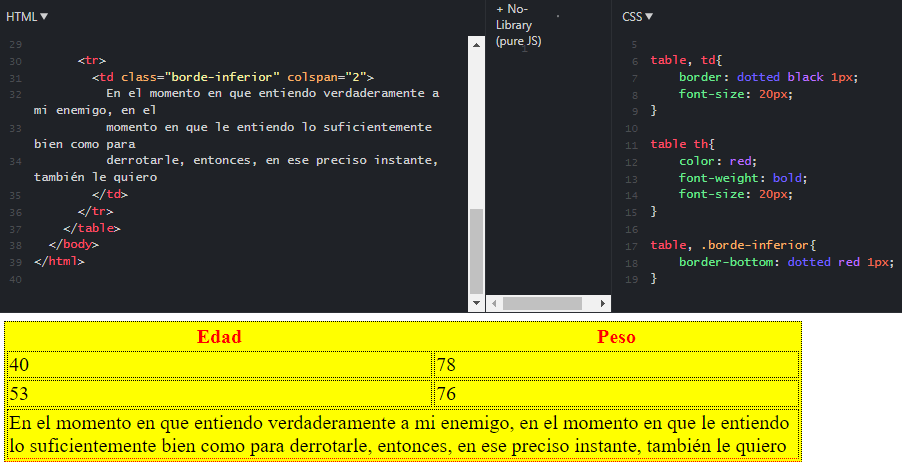 HTML ▼
+ No-
Library
(pure JS)
CSS ▼
29
30 <tr>
31 <td class="borde-inferior" colspan="2">
32 En el momento en que entiendo verdaderamente a
mi enemigo, en el
33 momento en que le entiendo lo suficientemente
bien como para
34 derrotarle, entonces, en ese preciso instante,
también le quiero
35 </td>
36 </tr>
37 </table>
38 </body>
39 </html>
40
1
5
6 table, td{
7 border: dotted black 1px;
8 font-size: 20px;
9 }
10
11 table th{
12 color: red;
13 font-weight: bold;
14 font-size: 20px;
15 }
16
17 table, .borde-inferior{
18 border-bottom: dotted red 1px;
19 }
Edad Peso
40 78
53 76
En el momento en que entiendo verdaderamente a mi enemigo, en el momento en que le entiendo
lo suficientemente bien como para derrotarle, entonces, en ese preciso instante, también le quiero